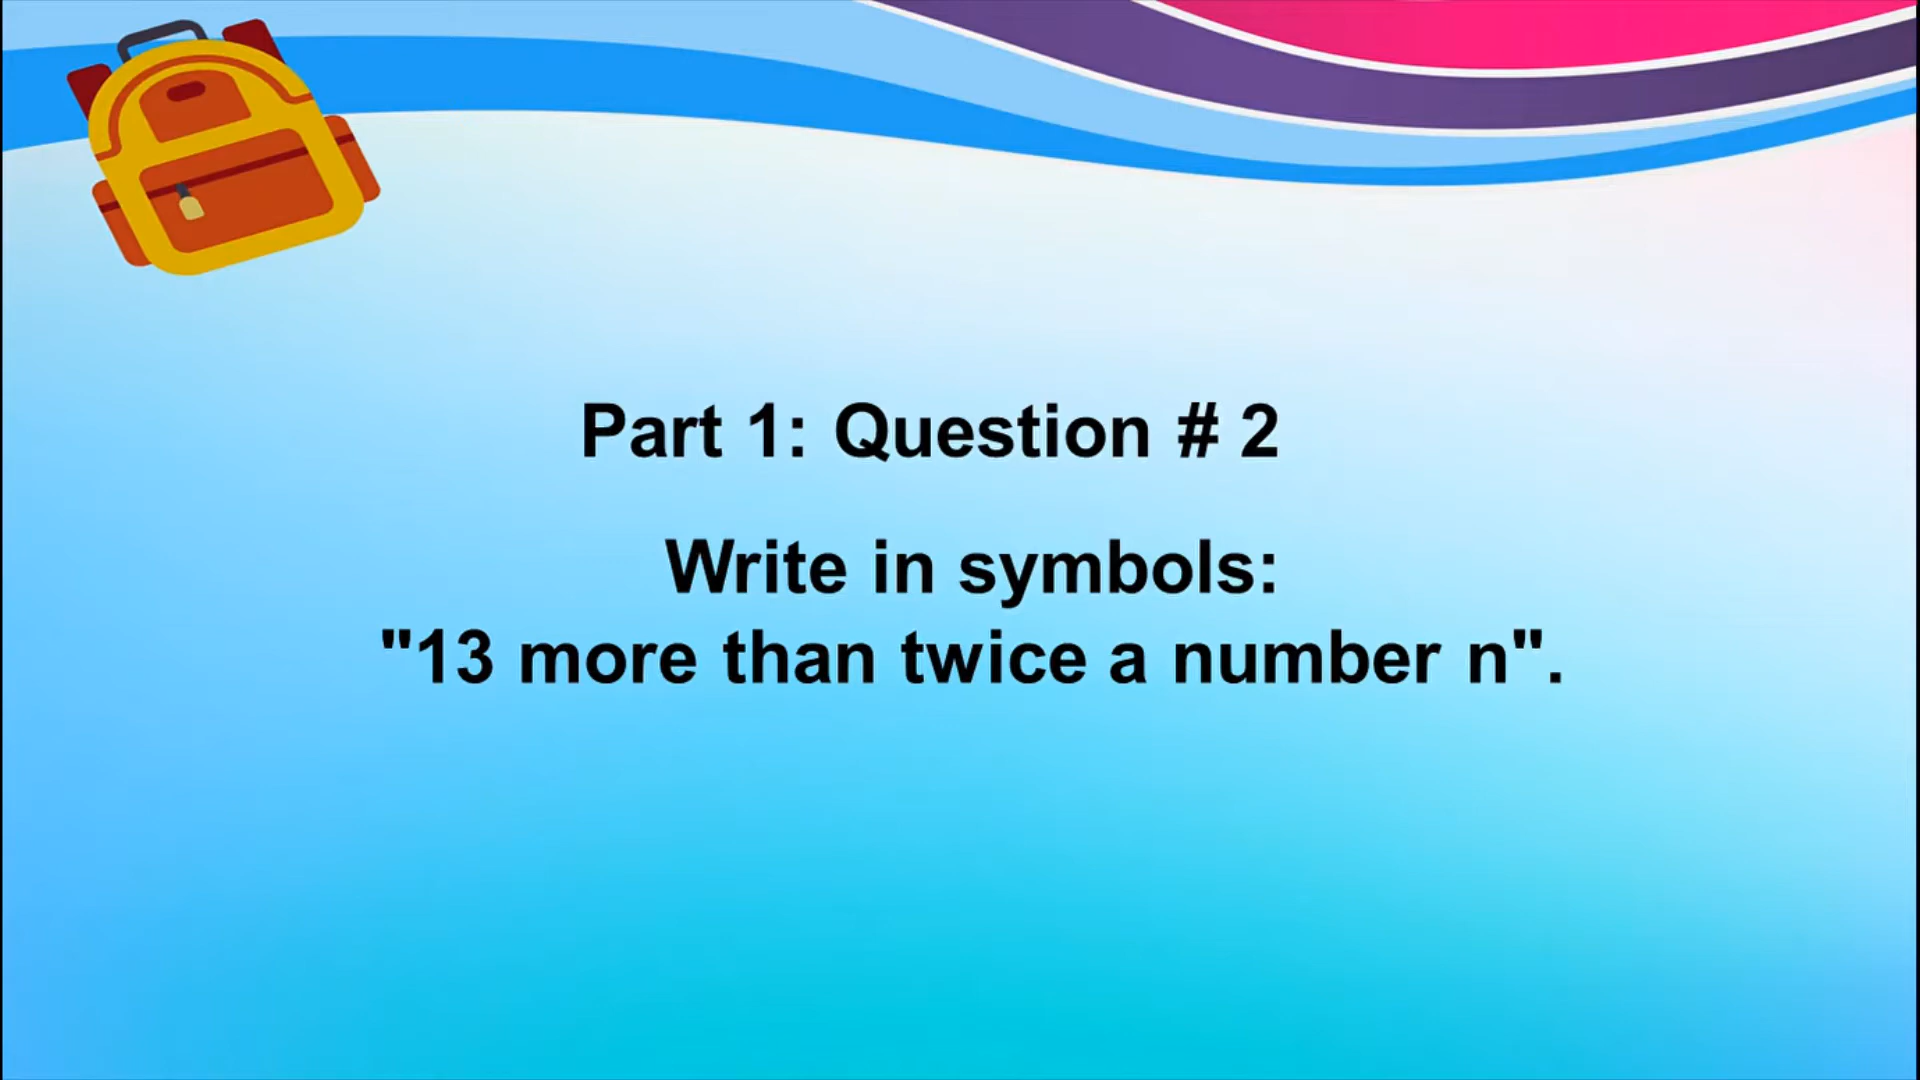 Part 1: Question # 2
Write in symbols:
"13 more than twice a number n".